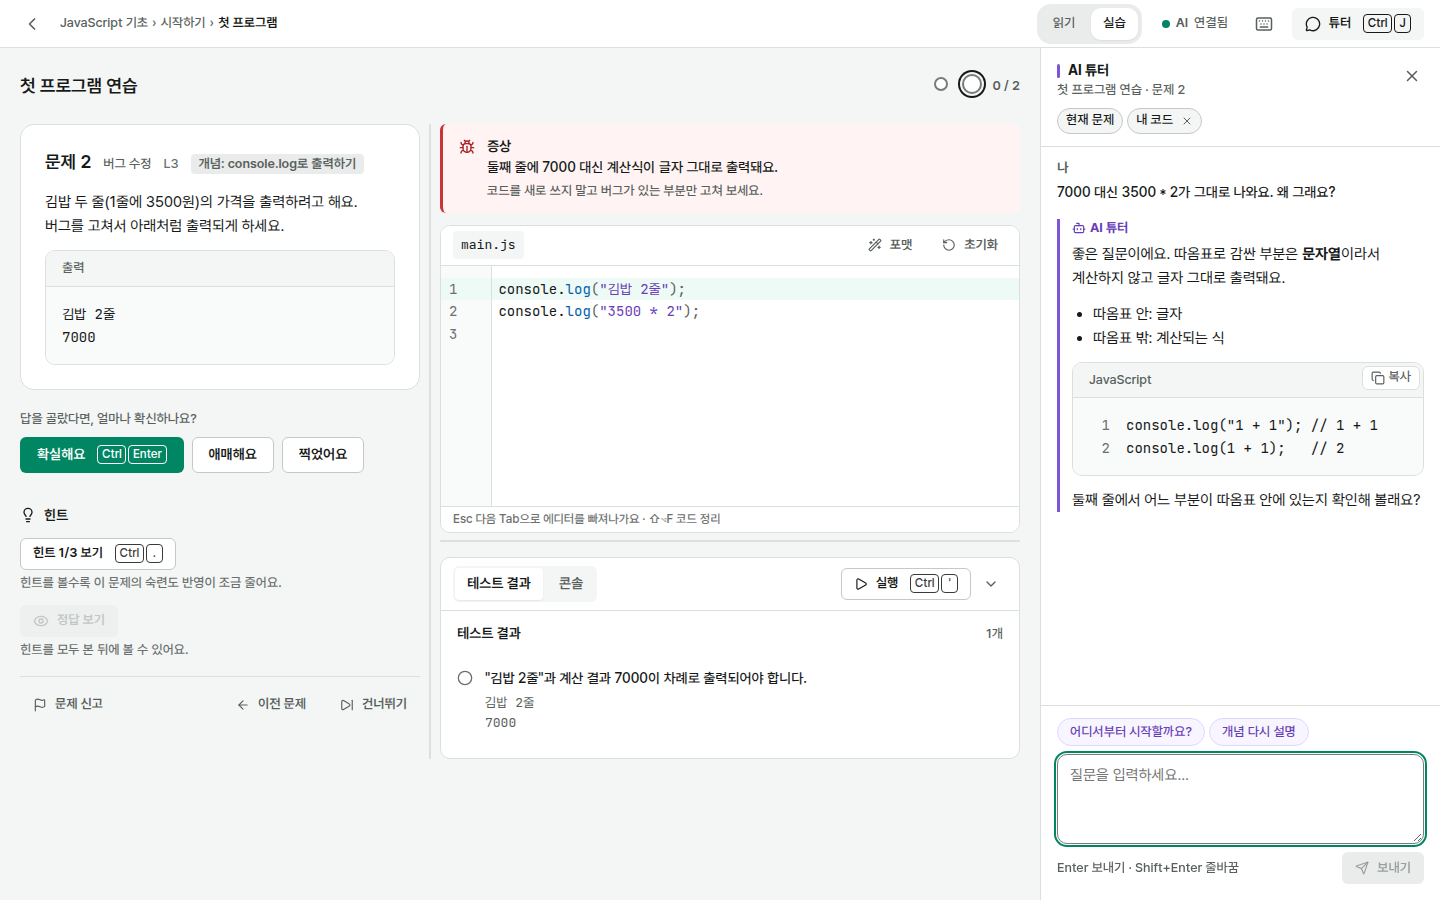 JavaScript 기초 › 시작하기 › 첫 프로그램
읽기 실습
AI 연결됨
튜터 Ctrl J
첫 프로그램 연습
0 / 2
문제 2 버그 수정 L3 개념: console.log로 출력하기
김밥 두 줄(1줄에 3500원)의 가격을 출력하려고 해요.
버그를 고쳐서 아래처럼 출력되게 하세요.
출력
김밥 2줄
7000
답을 골랐다면, 얼마나 확신하나요?
확실해요 Ctrl Enter 애매해요 찍었어요
힌트
힌트 1/3 보기 Ctrl .
힌트를 볼수록 이 문제의 숙련도 반영이 조금 줄어요.
정답 보기
힌트를 모두 본 뒤에 볼 수 있어요.
문제 신고 이전 문제 건너뛰기
증상
둘째 줄에 7000 대신 계산식이 글자 그대로 출력돼요.
코드를 새로 쓰지 말고 버그가 있는 부분만 고쳐 보세요.
main.js 포맷 초기화
1 console.log("김밥 2줄");
2 console.log("3500 * 2");
3
Esc 다음 Tab으로 에디터를 빠져나가요 · ⇧⌥F 코드 정리
테스트 결과 콘솔 실행 Ctrl '
테스트 결과 1개
"김밥 2줄"과 계산 결과 7000이 차례로 출력되어야 합니다.
김밥 2줄
7000
AI 튜터
첫 프로그램 연습 · 문제 2
현재 문제 내 코드 ×
나
7000 대신 3500 * 2가 그대로 나와요. 왜 그래요?
AI 튜터
좋은 질문이에요. 따옴표로 감싼 부분은 문자열이라서
계산하지 않고 글자 그대로 출력돼요.
• 따옴표 안: 글자
• 따옴표 밖: 계산되는 식
JavaScript 복사
1 console.log("1 + 1"); // 1 + 1
2 console.log(1 + 1);   // 2
둘째 줄에서 어느 부분이 따옴표 안에 있는지 확인해 볼래요?
어디서부터 시작할까요? 개념 다시 설명
질문을 입력하세요...
Enter 보내기 · Shift+Enter 줄바꿈 보내기